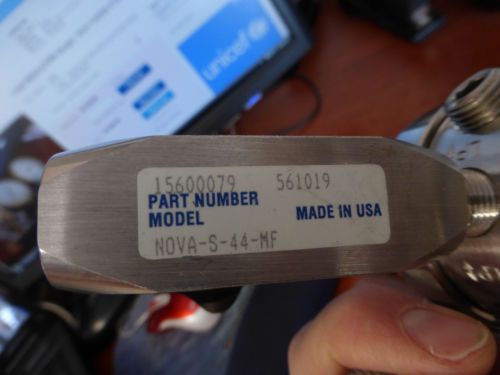 unicef
15600079 561019
PART NUMBER
MODEL MADE IN USA
NOVA-S-44-MF